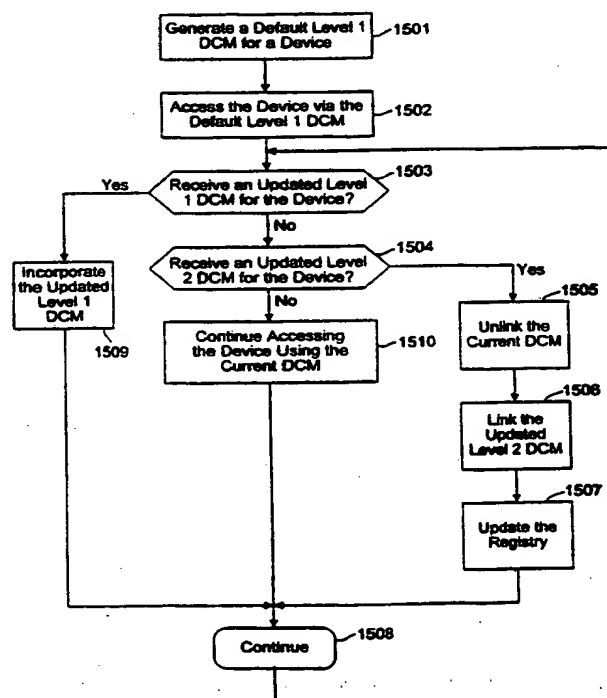 Generate a Default Level 1
DCM for a Device
1501
Access the Device via the
Default Level 1 DCM
1502
Yes
Receive an Updated Level
1 DCM for the Device?
1503
No
Receive an Updated Level
2 DCM for the Device?
1504
Yes
Incorporate
the Updated
Level 1
DCM
1509
No
Continue Accessing
the Device Using the
Current DCM
1510
1505
Unlink the
Current DCM
1506
Link the
Updated
Level 2 DCM
1507
Update the
Registry
1508
Continue